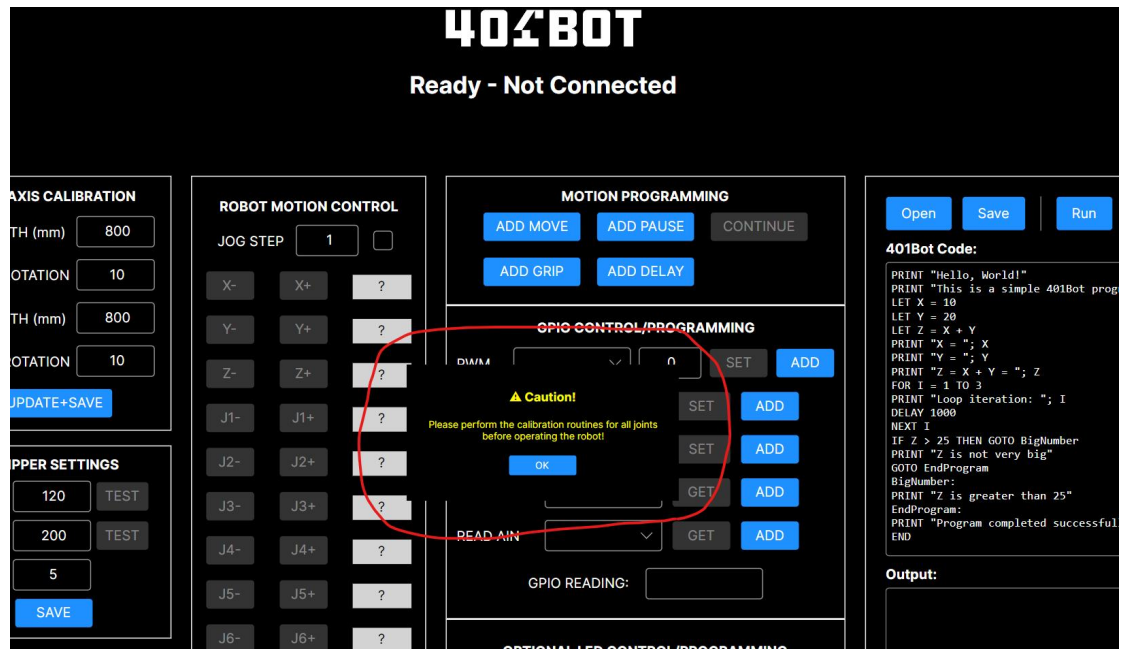 401BOT
Ready - Not Connected
AXIS CALIBRATION
TH (mm) 800
OTATION 10
TH (mm) 800
ROTATION 10
UPDATE+SAVE
PPER SETTINGS
120 TEST
200 TEST
5
SAVE
ROBOT MOTION CONTROL
JOG STEP 1
X- X+ ?
Y- Y+ ?
Z- Z+ ?
J1- J1+ ?
J2- J2+ ?
J3- J3+ ?
J4- J4+ ?
J5- J5+ ?
J6- J6+ ?
MOTION PROGRAMMING
ADD MOVE ADD PAUSE CONTINUE
ADD GRIP ADD DELAY
GPIO CONTROL/PROGRAMMING
PWM 0 SET ADD
SET ADD
SET ADD
GET ADD
READ AIN GET ADD
GPIO READING:
OPTIONAL LED CONTROL/PROGRAMMING
⚠ Caution!
Please perform the calibration routines for all joints
before operating the robot!
OK
Open Save Run
401Bot Code:
PRINT "Hello, World!"
PRINT "This is a simple 401Bot prog
LET X = 10
LET Y = 20
LET Z = X + Y
PRINT "X = "; X
PRINT "Y = "; Y
PRINT "Z = X + Y = "; Z
FOR I = 1 TO 3
PRINT "Loop iteration: "; I
DELAY 1000
NEXT I
IF Z > 25 THEN GOTO BigNumber
PRINT "Z is not very big"
GOTO EndProgram
BigNumber:
PRINT "Z is greater than 25"
EndProgram:
PRINT "Program completed successful
END
Output: